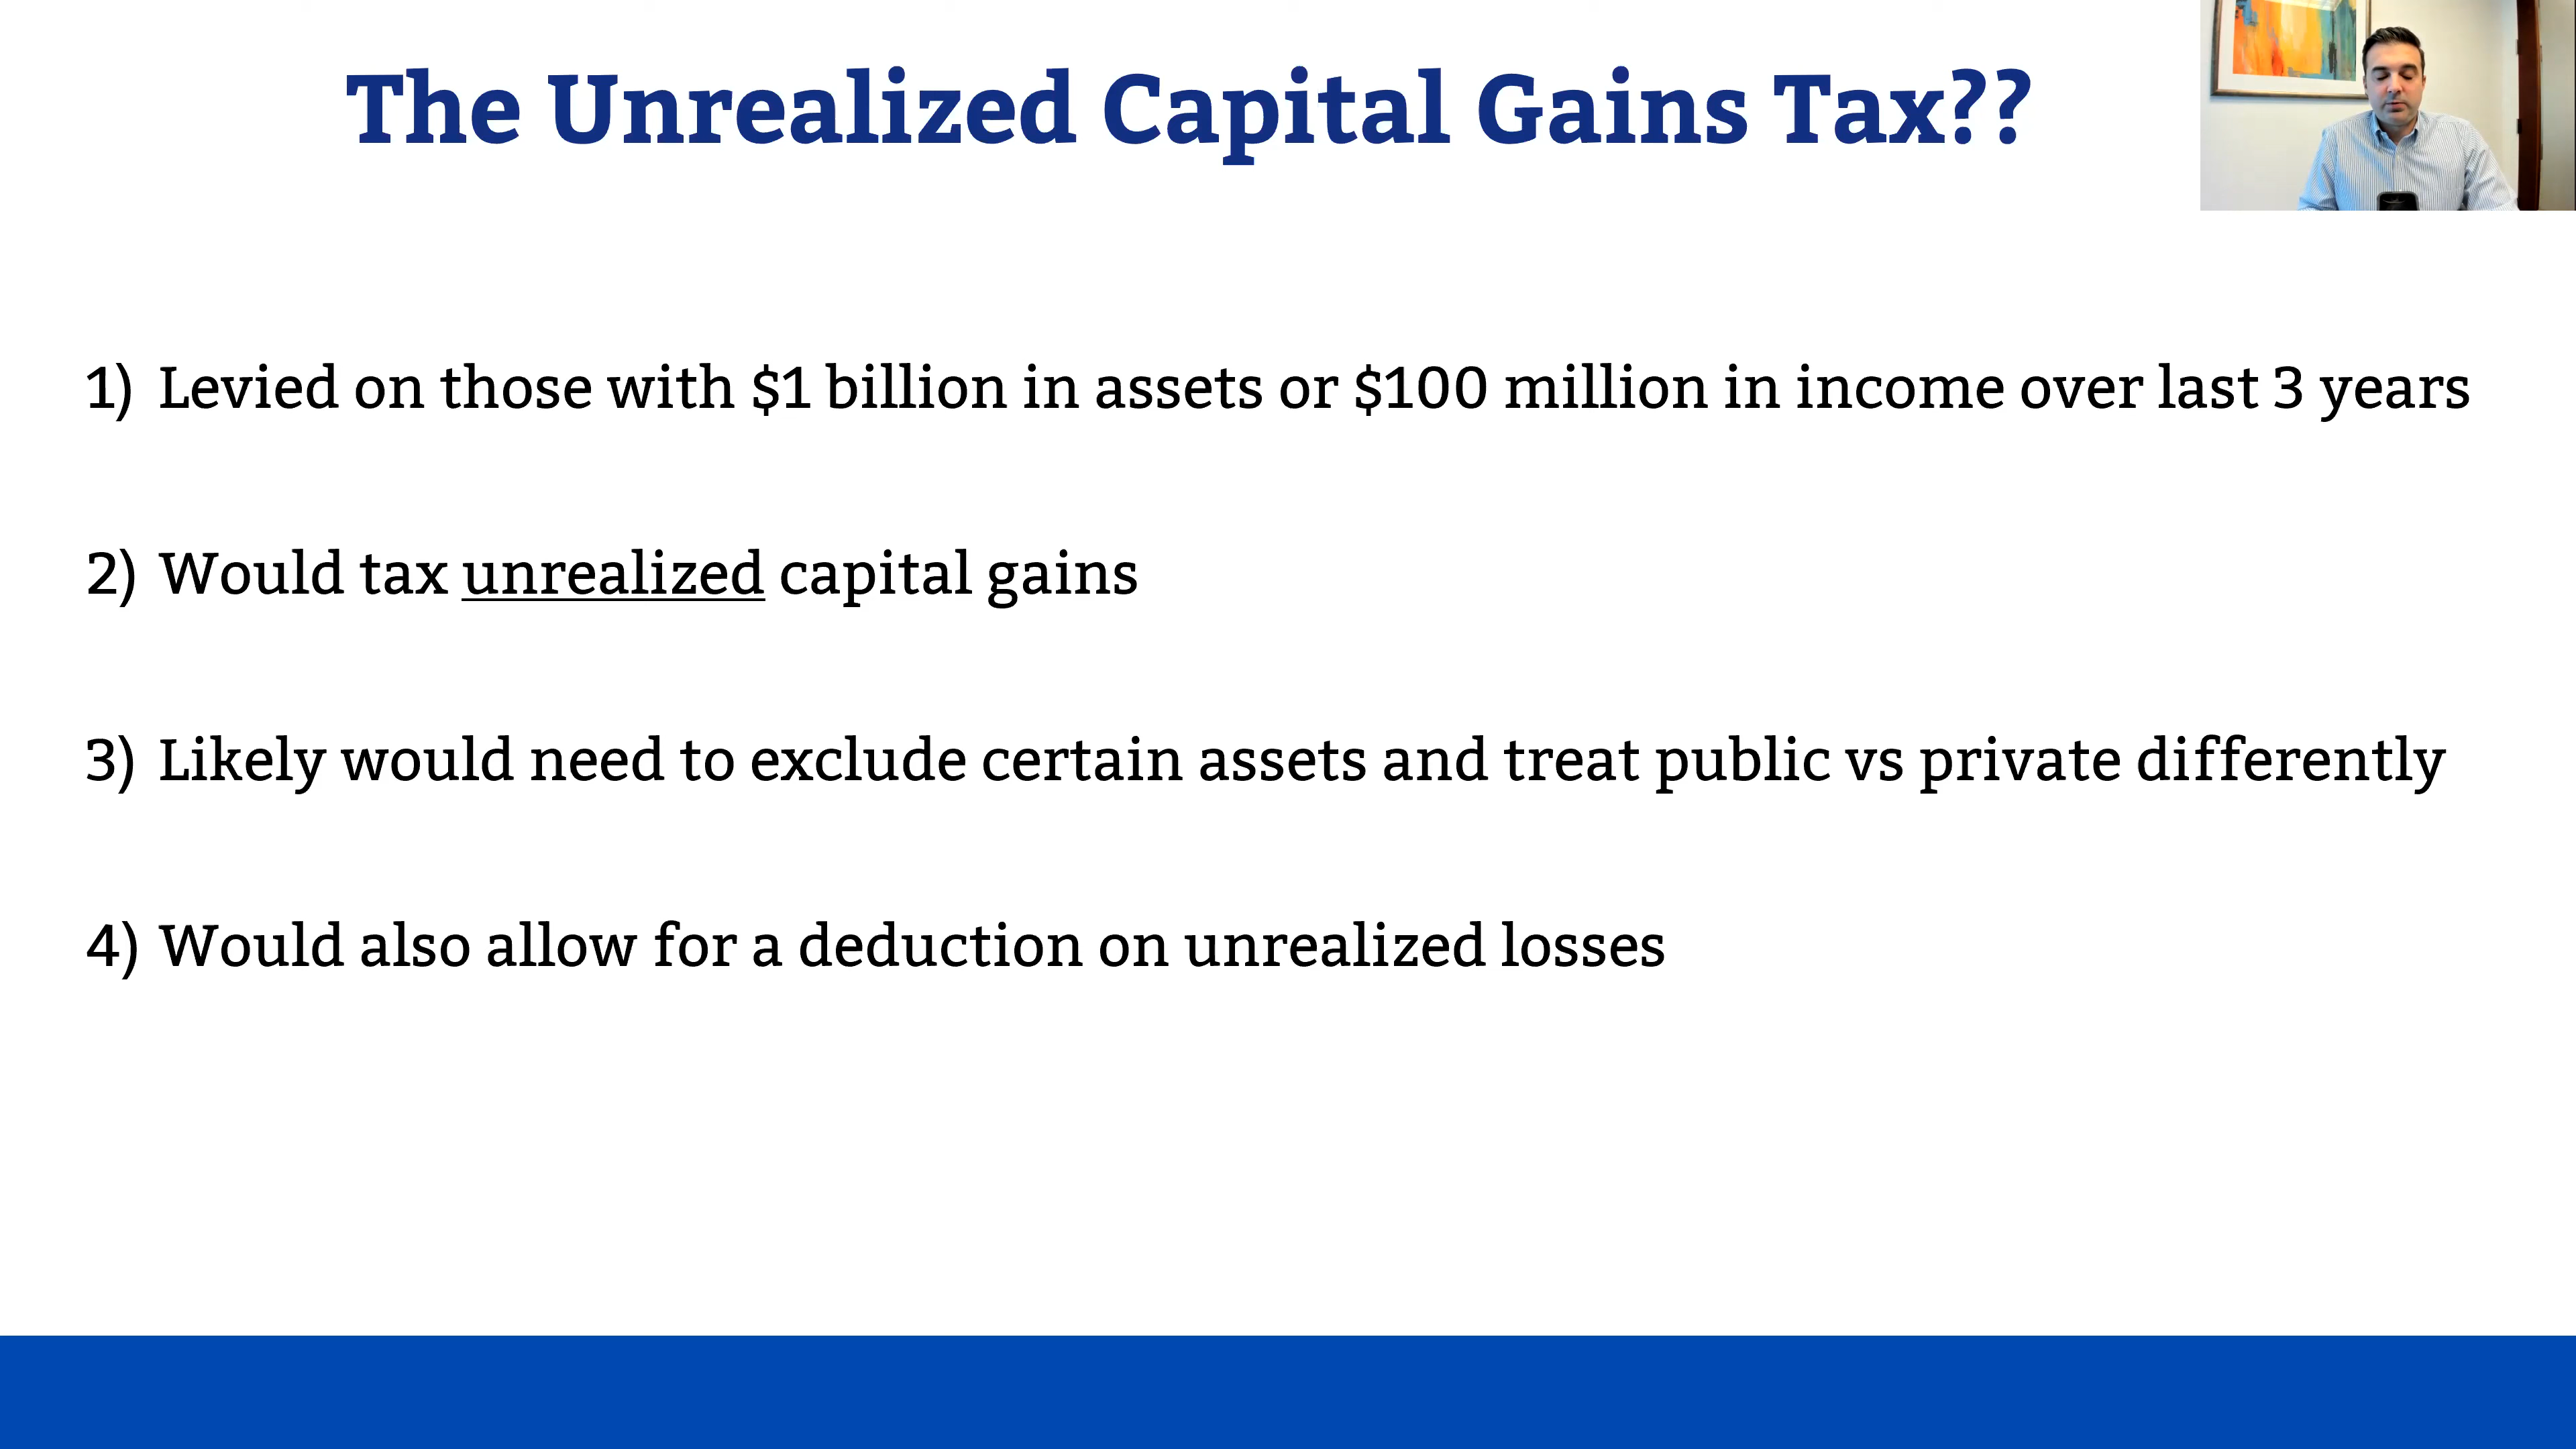 The Unrealized Capital Gains Tax??
1) Levied on those with $1 billion in assets or $100 million in income over last 3 years
2) Would tax unrealized capital gains
3) Likely would need to exclude certain assets and treat public vs private differently
4) Would also allow for a deduction on unrealized losses